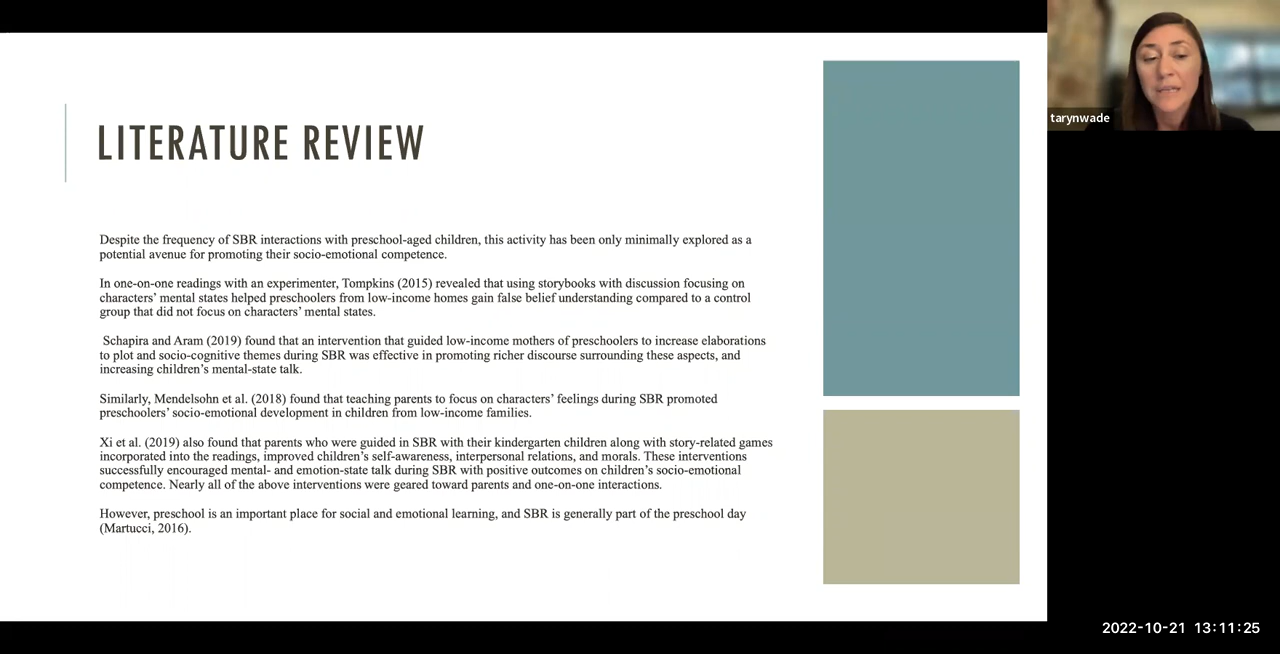 LITERATURE REVIEW
Despite the frequency of SBR interactions with preschool-aged children, this activity has been only minimally explored as a
potential avenue for promoting their socio-emotional competence.
In one-on-one readings with an experimenter, Tompkins (2015) revealed that using storybooks with discussion focusing on
characters' mental states helped preschoolers from low-income homes gain false belief understanding compared to a control
group that did not focus on characters' mental states.
Schapira and Aram (2019) found that an intervention that guided low-income mothers of preschoolers to increase elaborations
to plot and socio-cognitive themes during SBR was effective in promoting richer discourse surrounding these aspects, and
increasing children's mental-state talk.
Similarly, Mendelsohn et al. (2018) found that teaching parents to focus on characters' feelings during SBR promoted
preschoolers' socio-emotional development in children from low-income families.
Xi et al. (2019) also found that parents who were guided in SBR with their kindergarten children along with story-related games
incorporated into the readings, improved children's self-awareness, interpersonal relations, and morals. These interventions
successfully encouraged mental- and emotion-state talk during SBR with positive outcomes on children's socio-emotional
competence. Nearly all of the above interventions were geared toward parents and one-on-one interactions.
However, preschool is an important place for social and emotional learning, and SBR is generally part of the preschool day
(Martucci, 2016).
tarynwade
2022-10-21 13:11:25